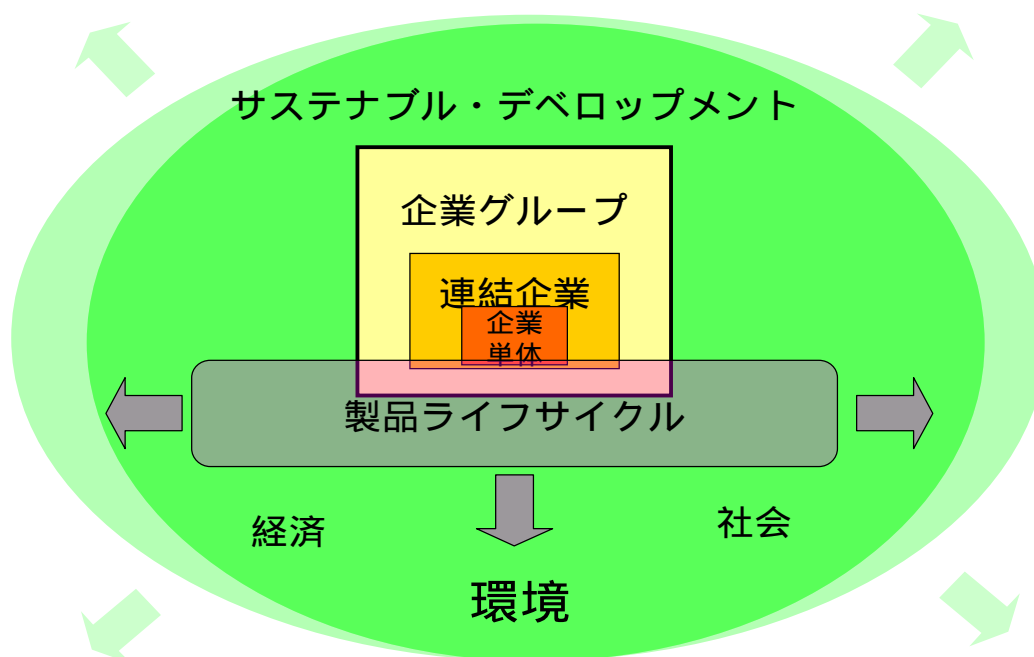 サステナブル・デベロップメント
企業グループ
連結企業
企業
単体
製品ライフサイクル
経済
社会
環境